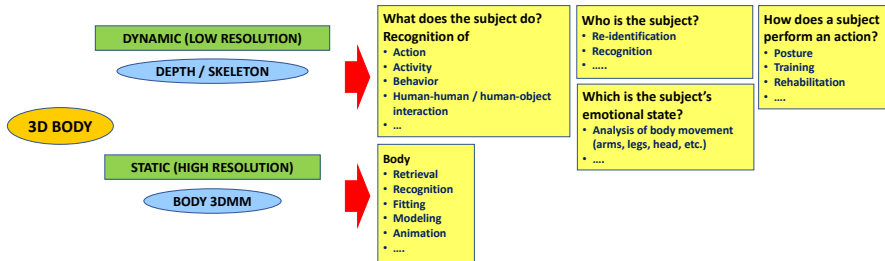 3D BODY
DYNAMIC (LOW RESOLUTION)
DEPTH / SKELETON
What does the subject do?
Recognition of
• Action
• Activity
• Behavior
• Human-human / human-object
interaction
• ...
Who is the subject?
• Re-identification
• Recognition
• .....
Which is the subject's
emotional state?
• Analysis of body movement
(arms, legs, head, etc.)
• ....
How does a subject
perform an action?
• Posture
• Training
• Rehabilitation
• ....
STATIC (HIGH RESOLUTION)
BODY 3DMM
Body
• Retrieval
• Recognition
• Fitting
• Modeling
• Animation
• ....